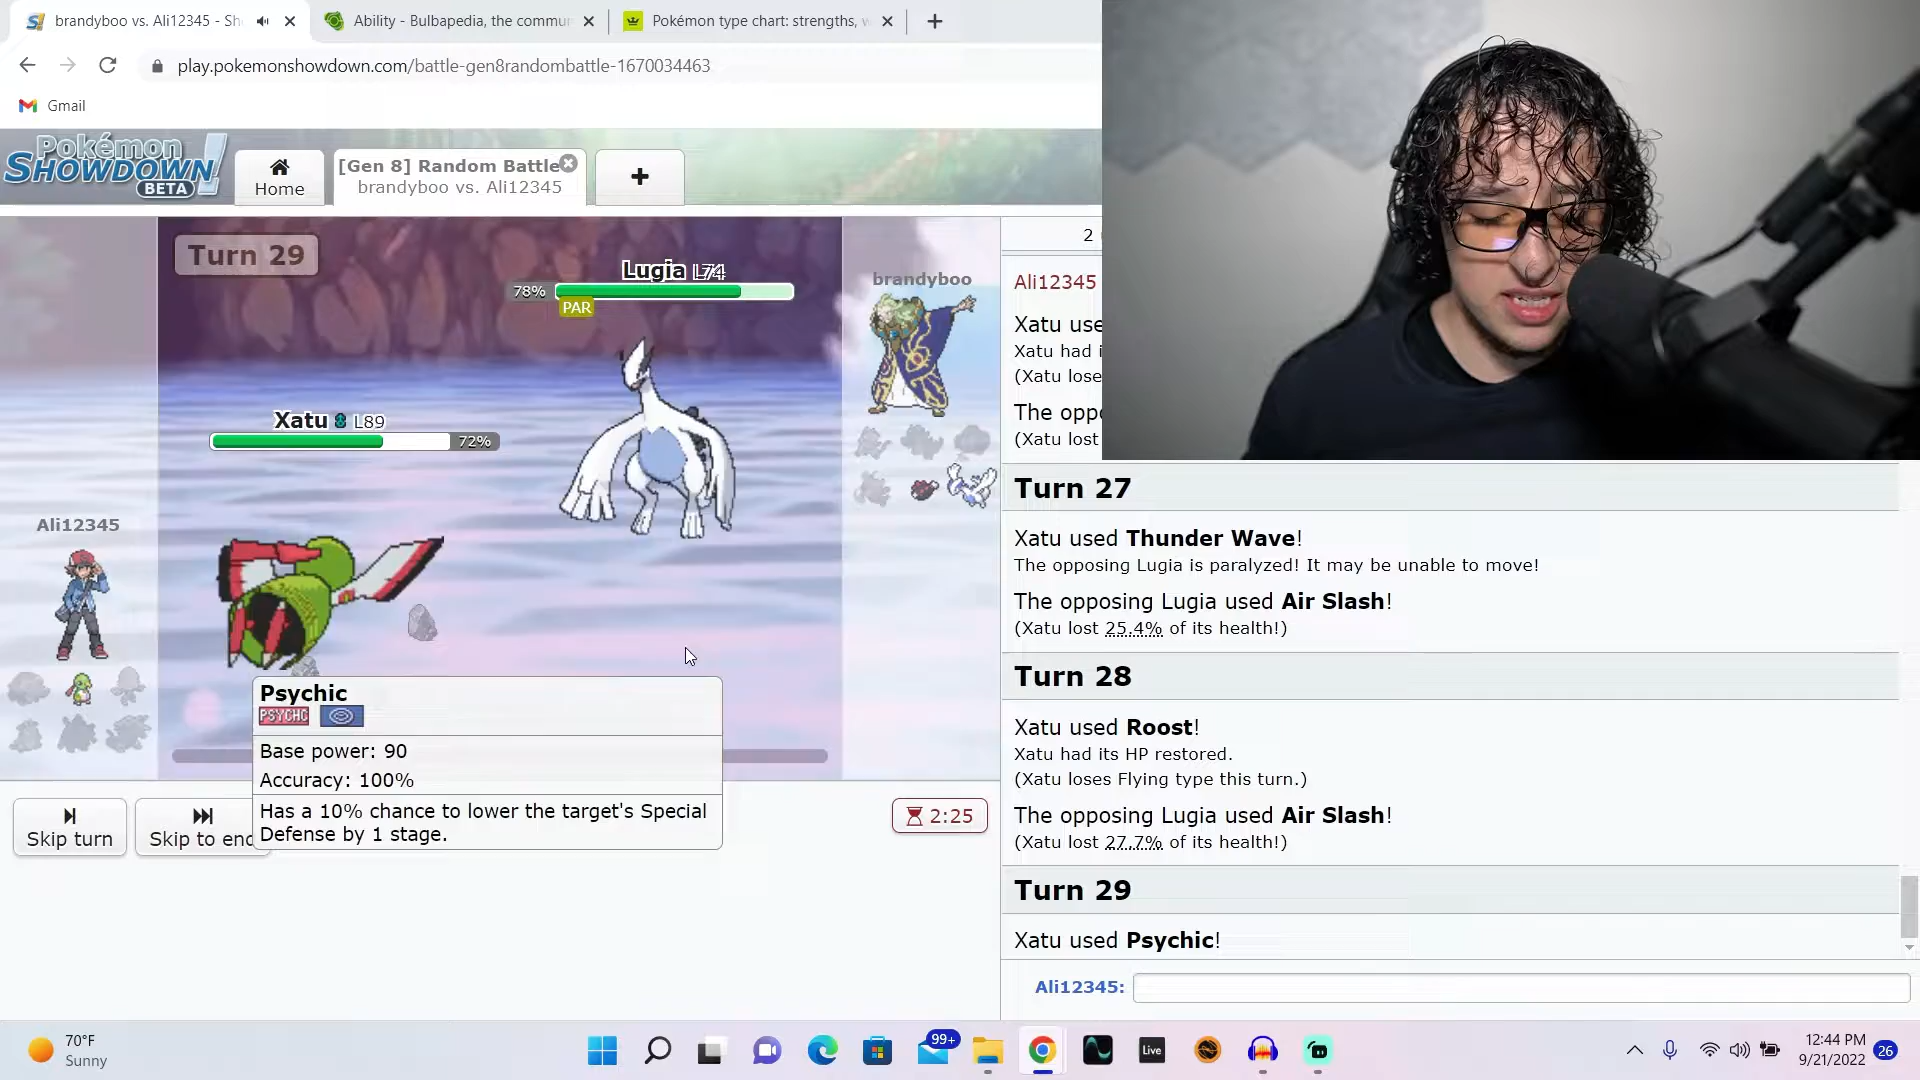 brandyboo vs. Ali12345 - Sh
Ability - Bulbapedia, the commun
Pokémon type chart: strengths, w
play.pokemonshowdown.com/battle-gen8randombattle-1670034463
Gmail
Pokémon
SHOWDOWN!
BETA
Home
[Gen 8] Random Battle
brandyboo vs. Ali12345
Turn 29
Lugia L74
78%
PAR
Xatu L89
72%
brandyboo
Ali12345
Psychic
PSYCHC
Base power: 90
Accuracy: 100%
Has a 10% chance to lower the target's Special
Defense by 1 stage.
Skip turn
Skip to end
2:25
2
Ali12345
Xatu use
Xatu had i
(Xatu lose
The oppo
(Xatu lost
Turn 27
Xatu used Thunder Wave!
The opposing Lugia is paralyzed! It may be unable to move!
The opposing Lugia used Air Slash!
(Xatu lost 25.4% of its health!)
Turn 28
Xatu used Roost!
Xatu had its HP restored.
(Xatu loses Flying type this turn.)
The opposing Lugia used Air Slash!
(Xatu lost 27.7% of its health!)
Turn 29
Xatu used Psychic!
Ali12345:
70°F
Sunny
99+
Live
12:44 PM
9/21/2022
26